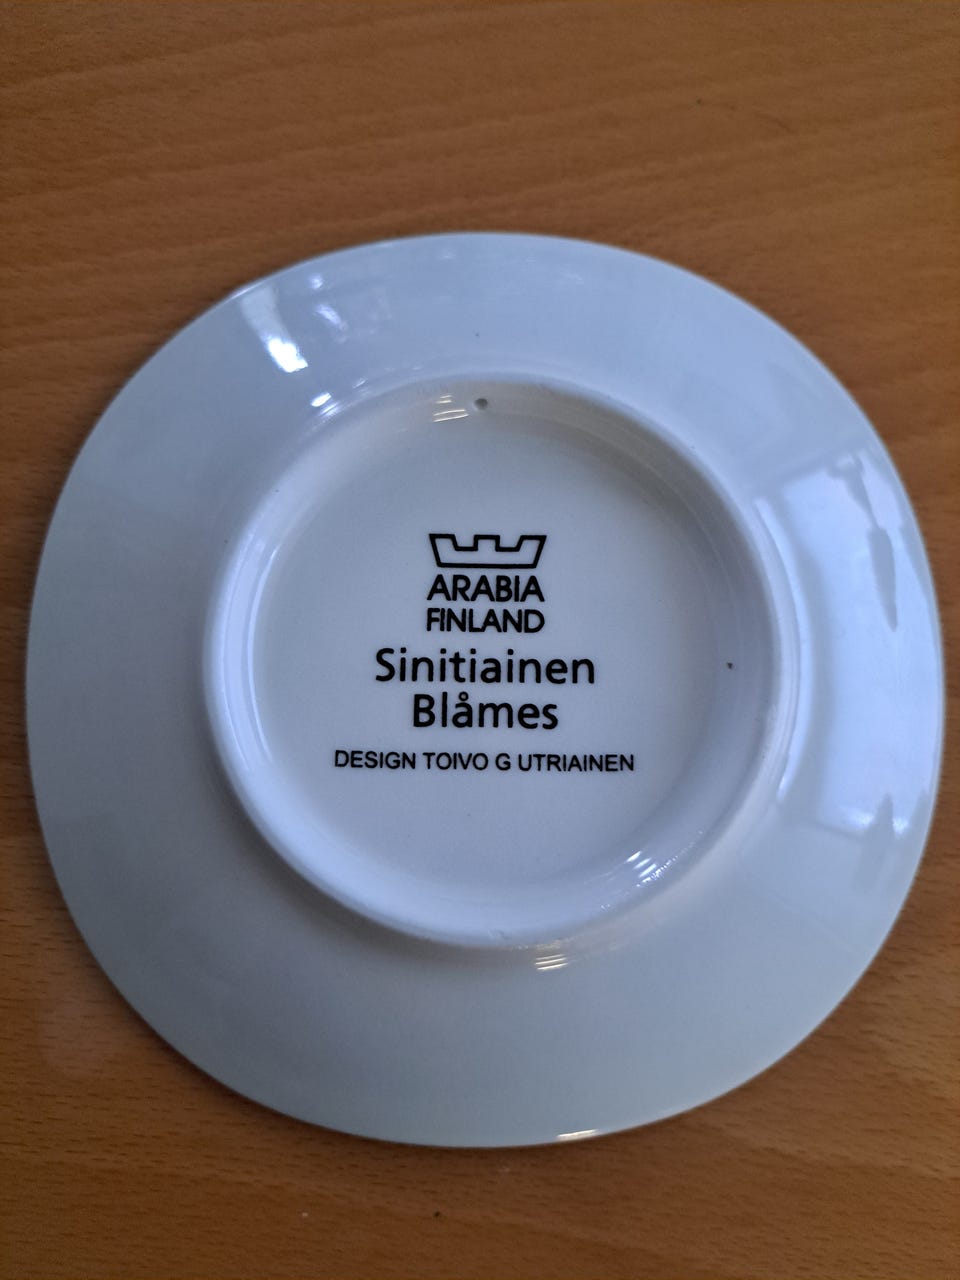 ARABIA
FINLAND
Sinitiainen
Blåmes
DESIGN TOIVO G UTRIAINEN